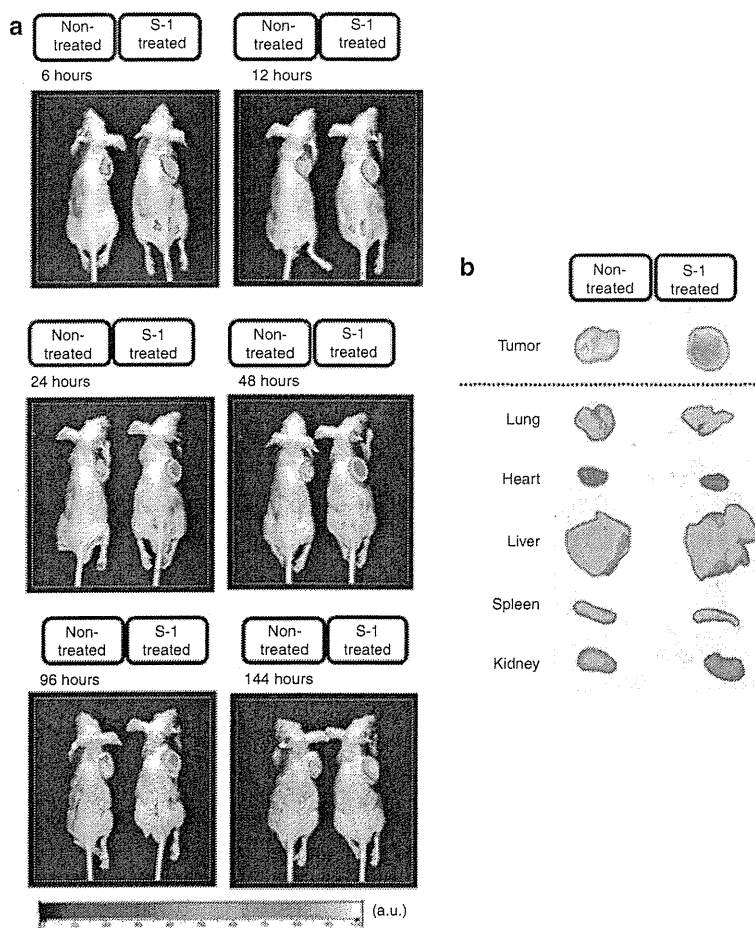 a
Non-
treated
S-1
treated
Non-
treated
S-1
treated
6 hours
12 hours
Non-
treated
S-1
treated
Non-
treated
S-1
treated
24 hours
48 hours
Non-
treated
S-1
treated
Non-
treated
S-1
treated
96 hours
144 hours
(a.u.)
b
Non-
treated
S-1
treated
Tumor
Lung
Heart
Liver
Spleen
Kidney